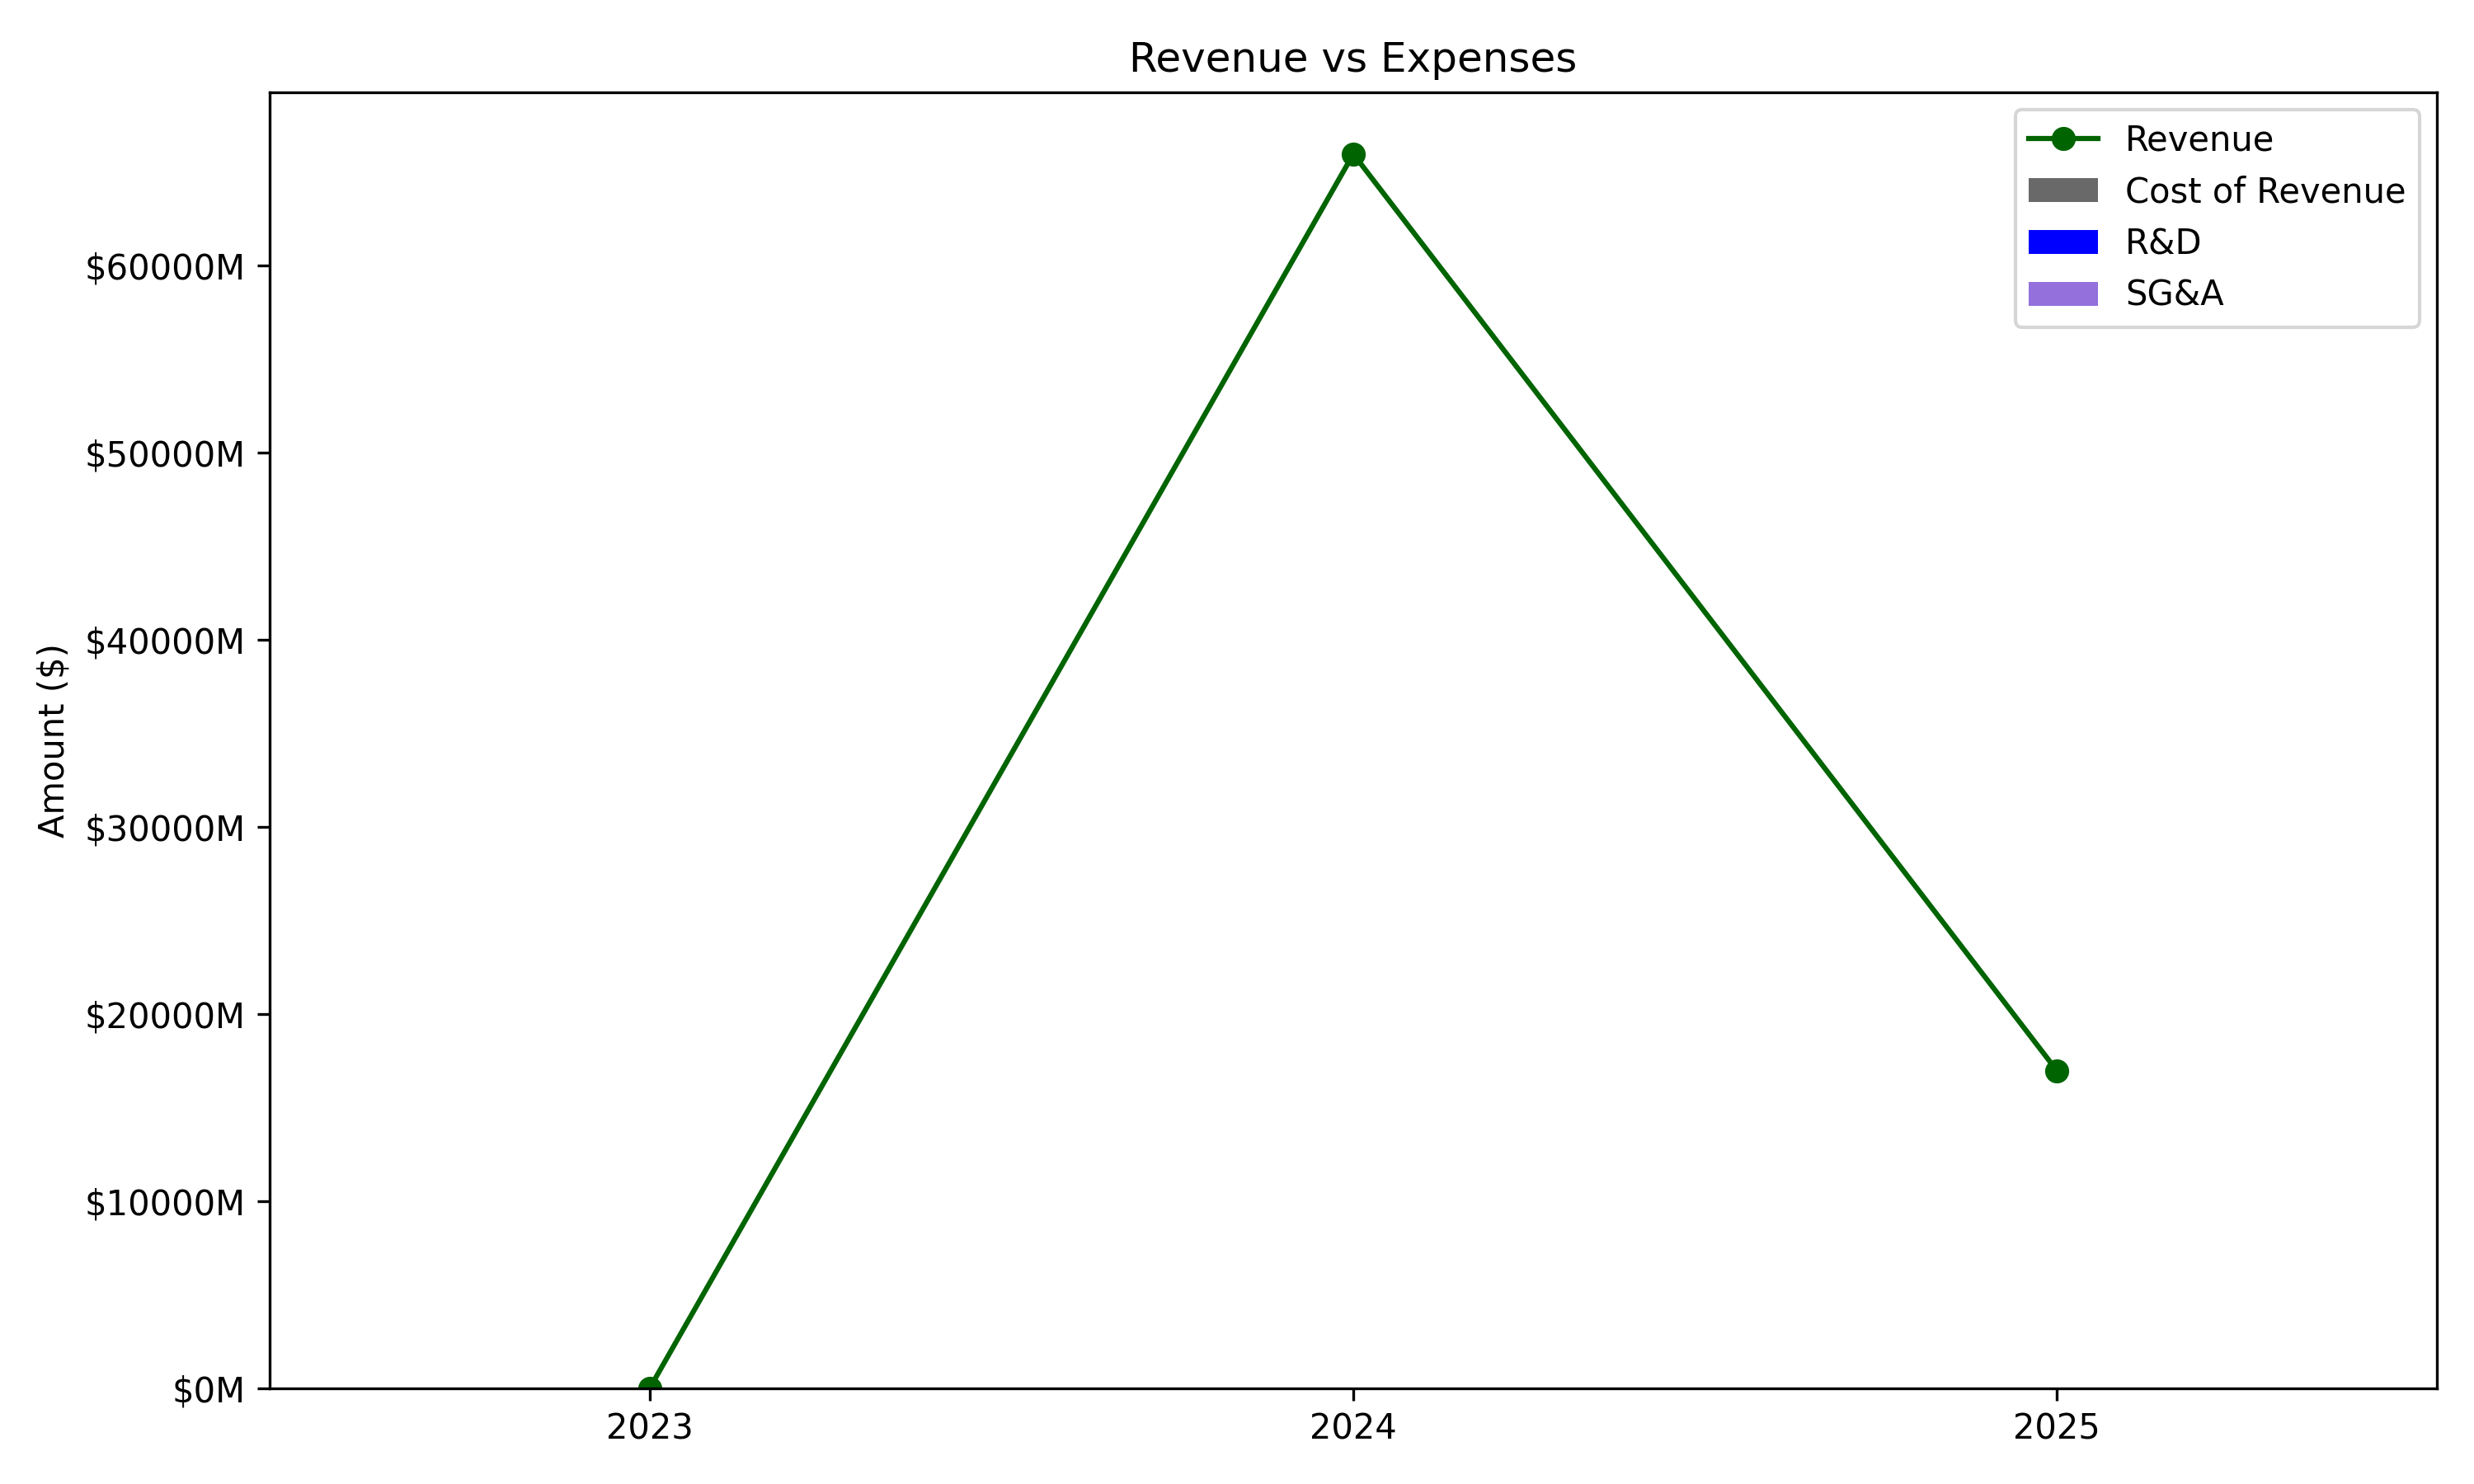 Revenue vs Expenses
Revenue
Cost of Revenue
R&D
SG&A
Amount ($)
$60000M
$50000M
$40000M
$30000M
$20000M
$10000M
$0M
2023
2024
2025